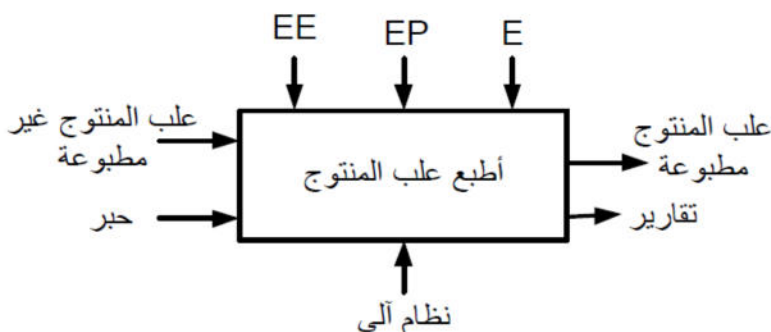 EE EP E
علب المنتوج غير
مطبوعة
حبر
أطبع علب المنتوج
علب المنتوج
مطبوعة
تقارير
نظام آلي